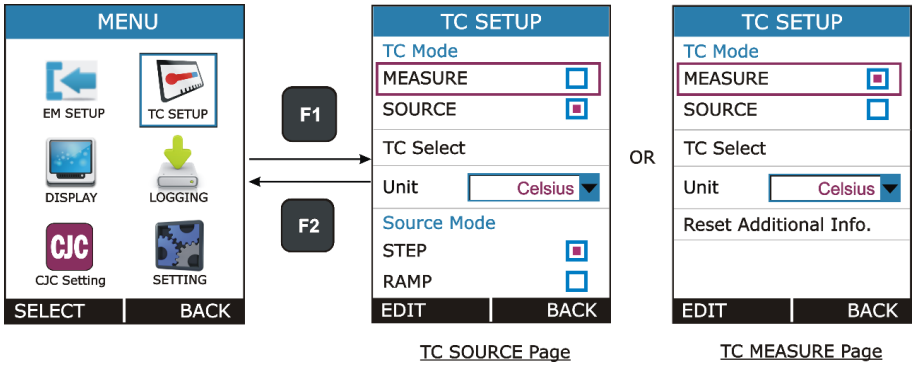 MENU
EM SETUP
TC SETUP
DISPLAY
LOGGING
CJC
CJC Setting
SETTING
SELECT
BACK
F1
F2
TC SETUP
TC Mode
MEASURE
SOURCE
TC Select
Unit
Celsius
Source Mode
STEP
RAMP
EDIT
BACK
TC SOURCE Page
OR
TC SETUP
TC Mode
MEASURE
SOURCE
TC Select
Unit
Celsius
Reset Additional Info.
EDIT
BACK
TC MEASURE Page